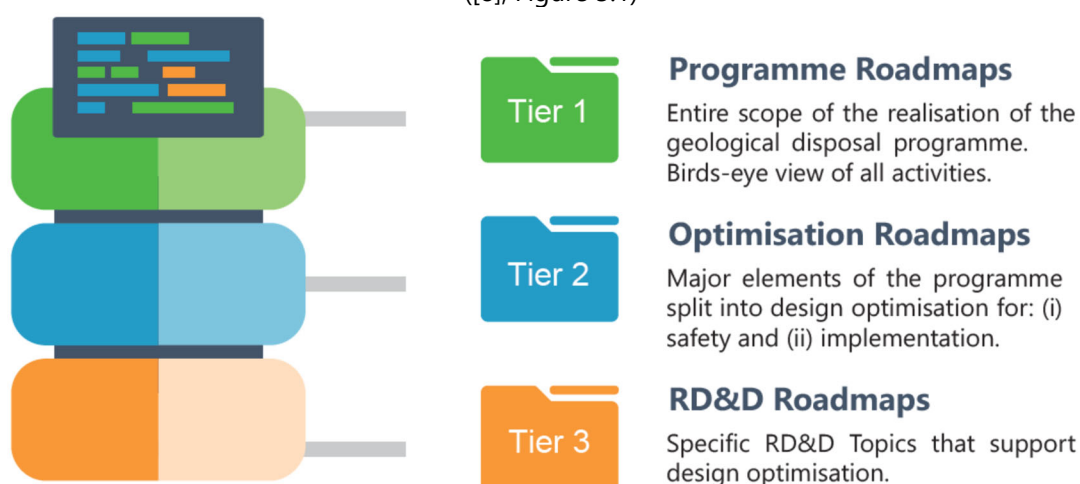 Tier 1
Programme Roadmaps
Entire scope of the realisation of the
geological disposal programme.
Birds-eye view of all activities.
Tier 2
Optimisation Roadmaps
Major elements of the programme
split into design optimisation for: (i)
safety and (ii) implementation.
Tier 3
RD&D Roadmaps
Specific RD&D Topics that support
design optimisation.